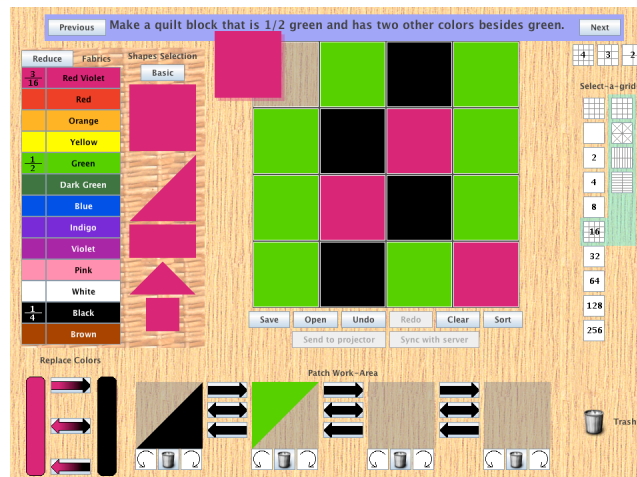 Previous
Make a quilt block that is 1/2 green and has two other colors besides green.
Next
Reduce
Fabrics
Shapes Selection
Basic
4 3 2
Select-a-grid
3/16 Red Violet
Red
Orange
Yellow
1/2 Green
Dark Green
Blue
Indigo
Violet
Pink
White
1/4 Black
Brown
2
4
8
16
32
64
128
256
Save Open Undo Redo Clear Sort
Send to projector Sync with server
Replace Colors
Patch Work-Area
Trash